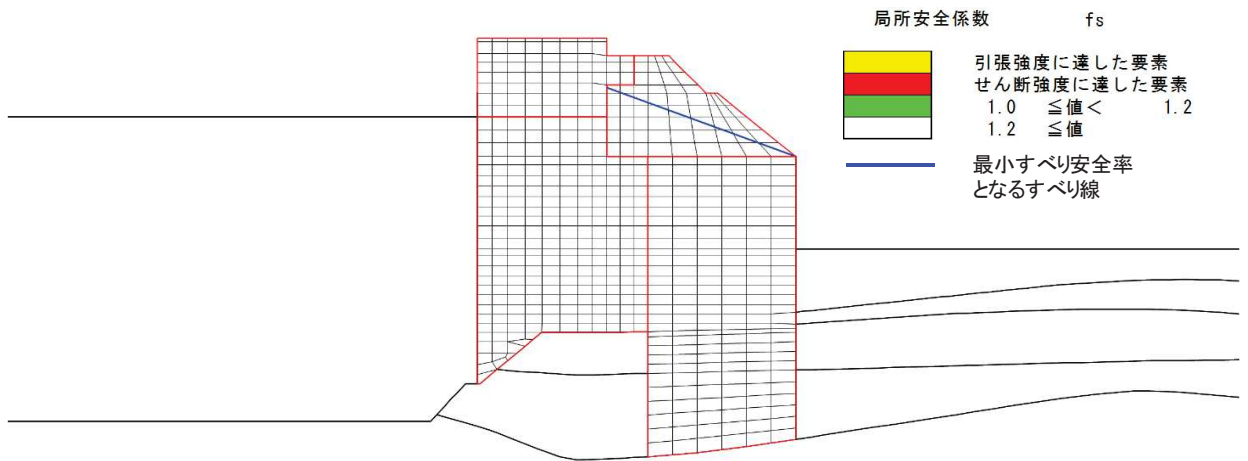 局所安全係数 fs
引張強度に達した要素
せん断強度に達した要素
1.0 ≦値< 1.2
1.2 ≦値
最小すべり安全率
となるすべり線